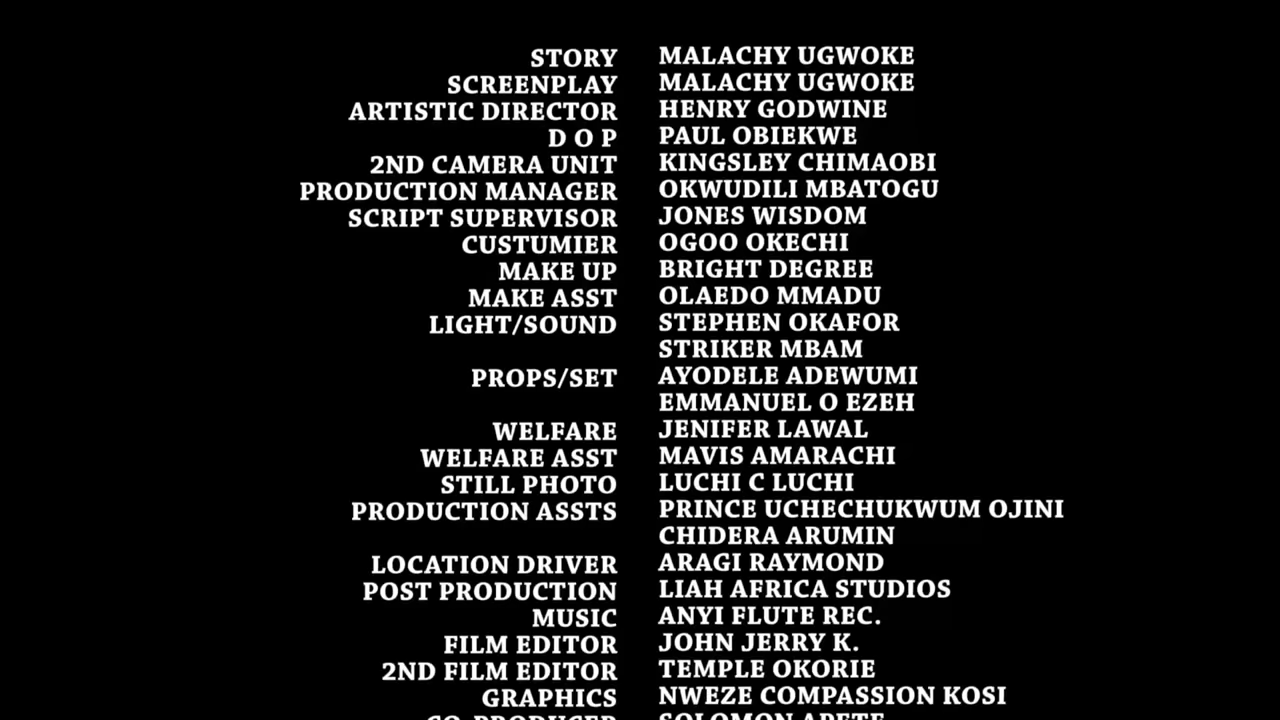 STORY MALACHY UGWOKE
SCREENPLAY MALACHY UGWOKE
ARTISTIC DIRECTOR HENRY GODWINE
D O P PAUL OBIEKWE
2ND CAMERA UNIT KINGSLEY CHIMAOBI
PRODUCTION MANAGER OKWUDILI MBATOGU
SCRIPT SUPERVISOR JONES WISDOM
CUSTUMIER OGOO OKECHI
MAKE UP BRIGHT DEGREE
MAKE ASST OLAEDO MMADU
LIGHT/SOUND STEPHEN OKAFOR
STRIKER MBAM
PROPS/SET AYODELE ADEWUMI
EMMANUEL O EZEH
WELFARE JENIFER LAWAL
WELFARE ASST MAVIS AMARACHI
STILL PHOTO LUCHI C LUCHI
PRODUCTION ASSTS PRINCE UCHECHUKWUM OJINI
CHIDERA ARUMIN
LOCATION DRIVER ARAGI RAYMOND
POST PRODUCTION LIAH AFRICA STUDIOS
MUSIC ANYI FLUTE REC.
FILM EDITOR JOHN JERRY K.
2ND FILM EDITOR TEMPLE OKORIE
GRAPHICS NWEZE COMPASSION KOSI
CO-PRODUCER SOLOMON APETE